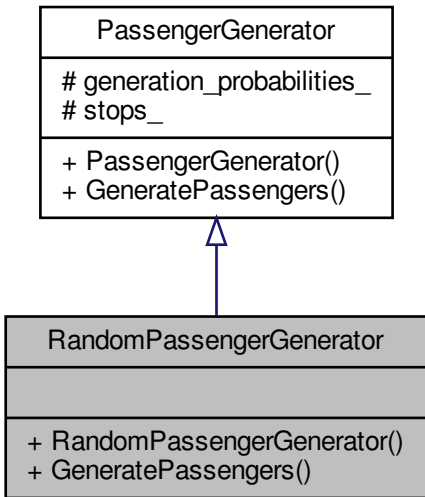 PassengerGenerator
# generation_probabilities_
# stops_
+ PassengerGenerator()
+ GeneratePassengers()
RandomPassengerGenerator
+ RandomPassengerGenerator()
+ GeneratePassengers()